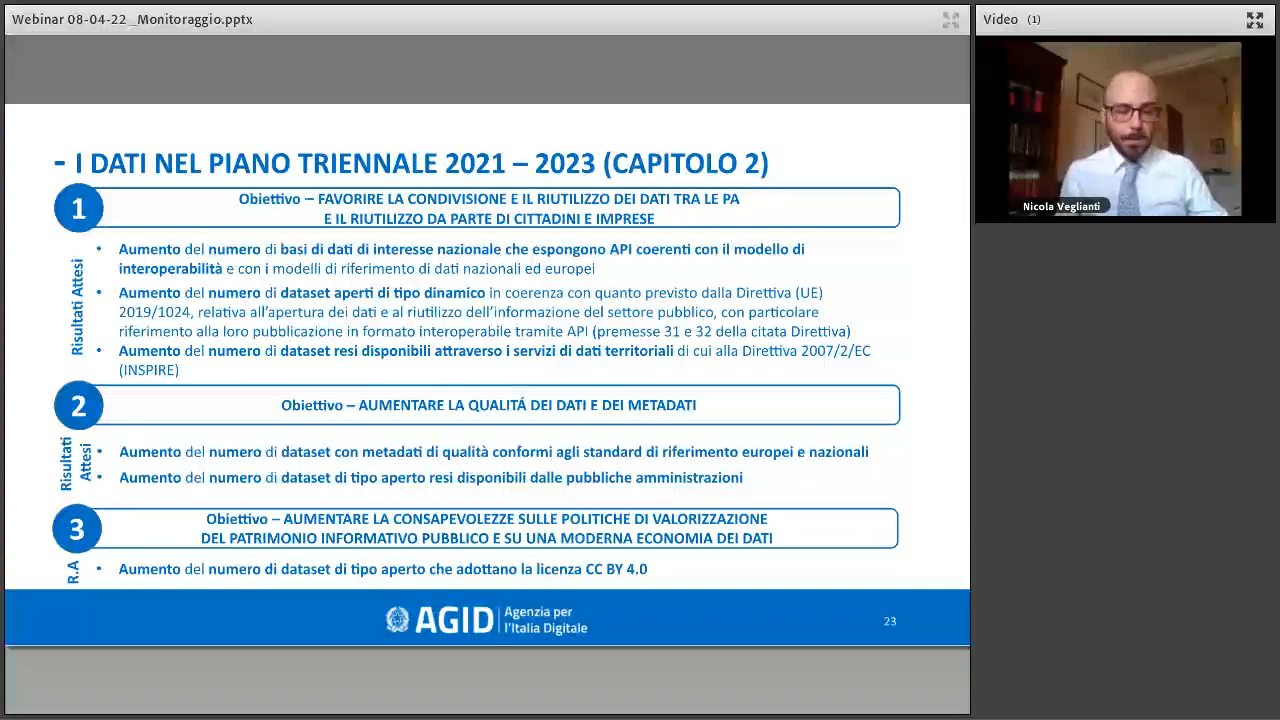 Webinar 08-04-22 _Monitoraggio.pptx
Video (1)
Nicola Veglianti
- I DATI NEL PIANO TRIENNALE 2021 – 2023 (CAPITOLO 2)
1
Obiettivo – FAVORIRE LA CONDIVISIONE E IL RIUTILIZZO DEI DATI TRA LE PA
E IL RIUTILIZZO DA PARTE DI CITTADINI E IMPRESE
Risultati Attesi
• Aumento del numero di basi di dati di interesse nazionale che espongono API coerenti con il modello di
interoperabilità e con i modelli di riferimento di dati nazionali ed europei
• Aumento del numero di dataset aperti di tipo dinamico in coerenza con quanto previsto dalla Direttiva (UE)
2019/1024, relativa all'apertura dei dati e al riutilizzo dell'informazione del settore pubblico, con particolare
riferimento alla loro pubblicazione in formato interoperabile tramite API (premesse 31 e 32 della citata Direttiva)
• Aumento del numero di dataset resi disponibili attraverso i servizi di dati territoriali di cui alla Direttiva 2007/2/EC
(INSPIRE)
2
Obiettivo – AUMENTARE LA QUALITÁ DEI DATI E DEI METADATI
Risultati
Attesi
• Aumento del numero di dataset con metadati di qualità conformi agli standard di riferimento europei e nazionali
• Aumento del numero di dataset di tipo aperto resi disponibili dalle pubbliche amministrazioni
3
Obiettivo – AUMENTARE LA CONSAPEVOLEZZE SULLE POLITICHE DI VALORIZZAZIONE
DEL PATRIMONIO INFORMATIVO PUBBLICO E SU UNA MODERNA ECONOMIA DEI DATI
R.A
• Aumento del numero di dataset di tipo aperto che adottano la licenza CC BY 4.0
AGID
Agenzia per
l'Italia Digitale
23